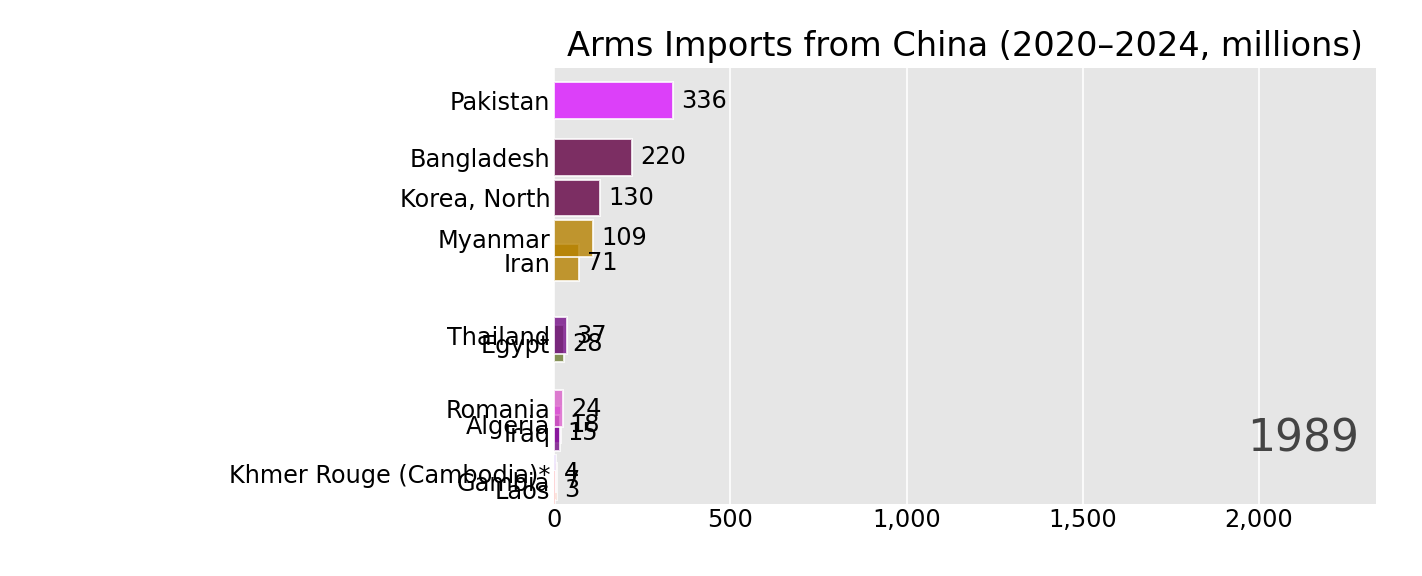 Arms Imports from China (2020–2024, millions)
Pakistan 336
Bangladesh 220
Korea, North 130
Myanmar 109
Iran 71
Thailand 37
Egypt 28
Romania 24
Algeria 18
Iraq 15
1989
Khmer Rouge (Cambodia)* 4
Gambia
Laos 3
0 500 1,000 1,500 2,000